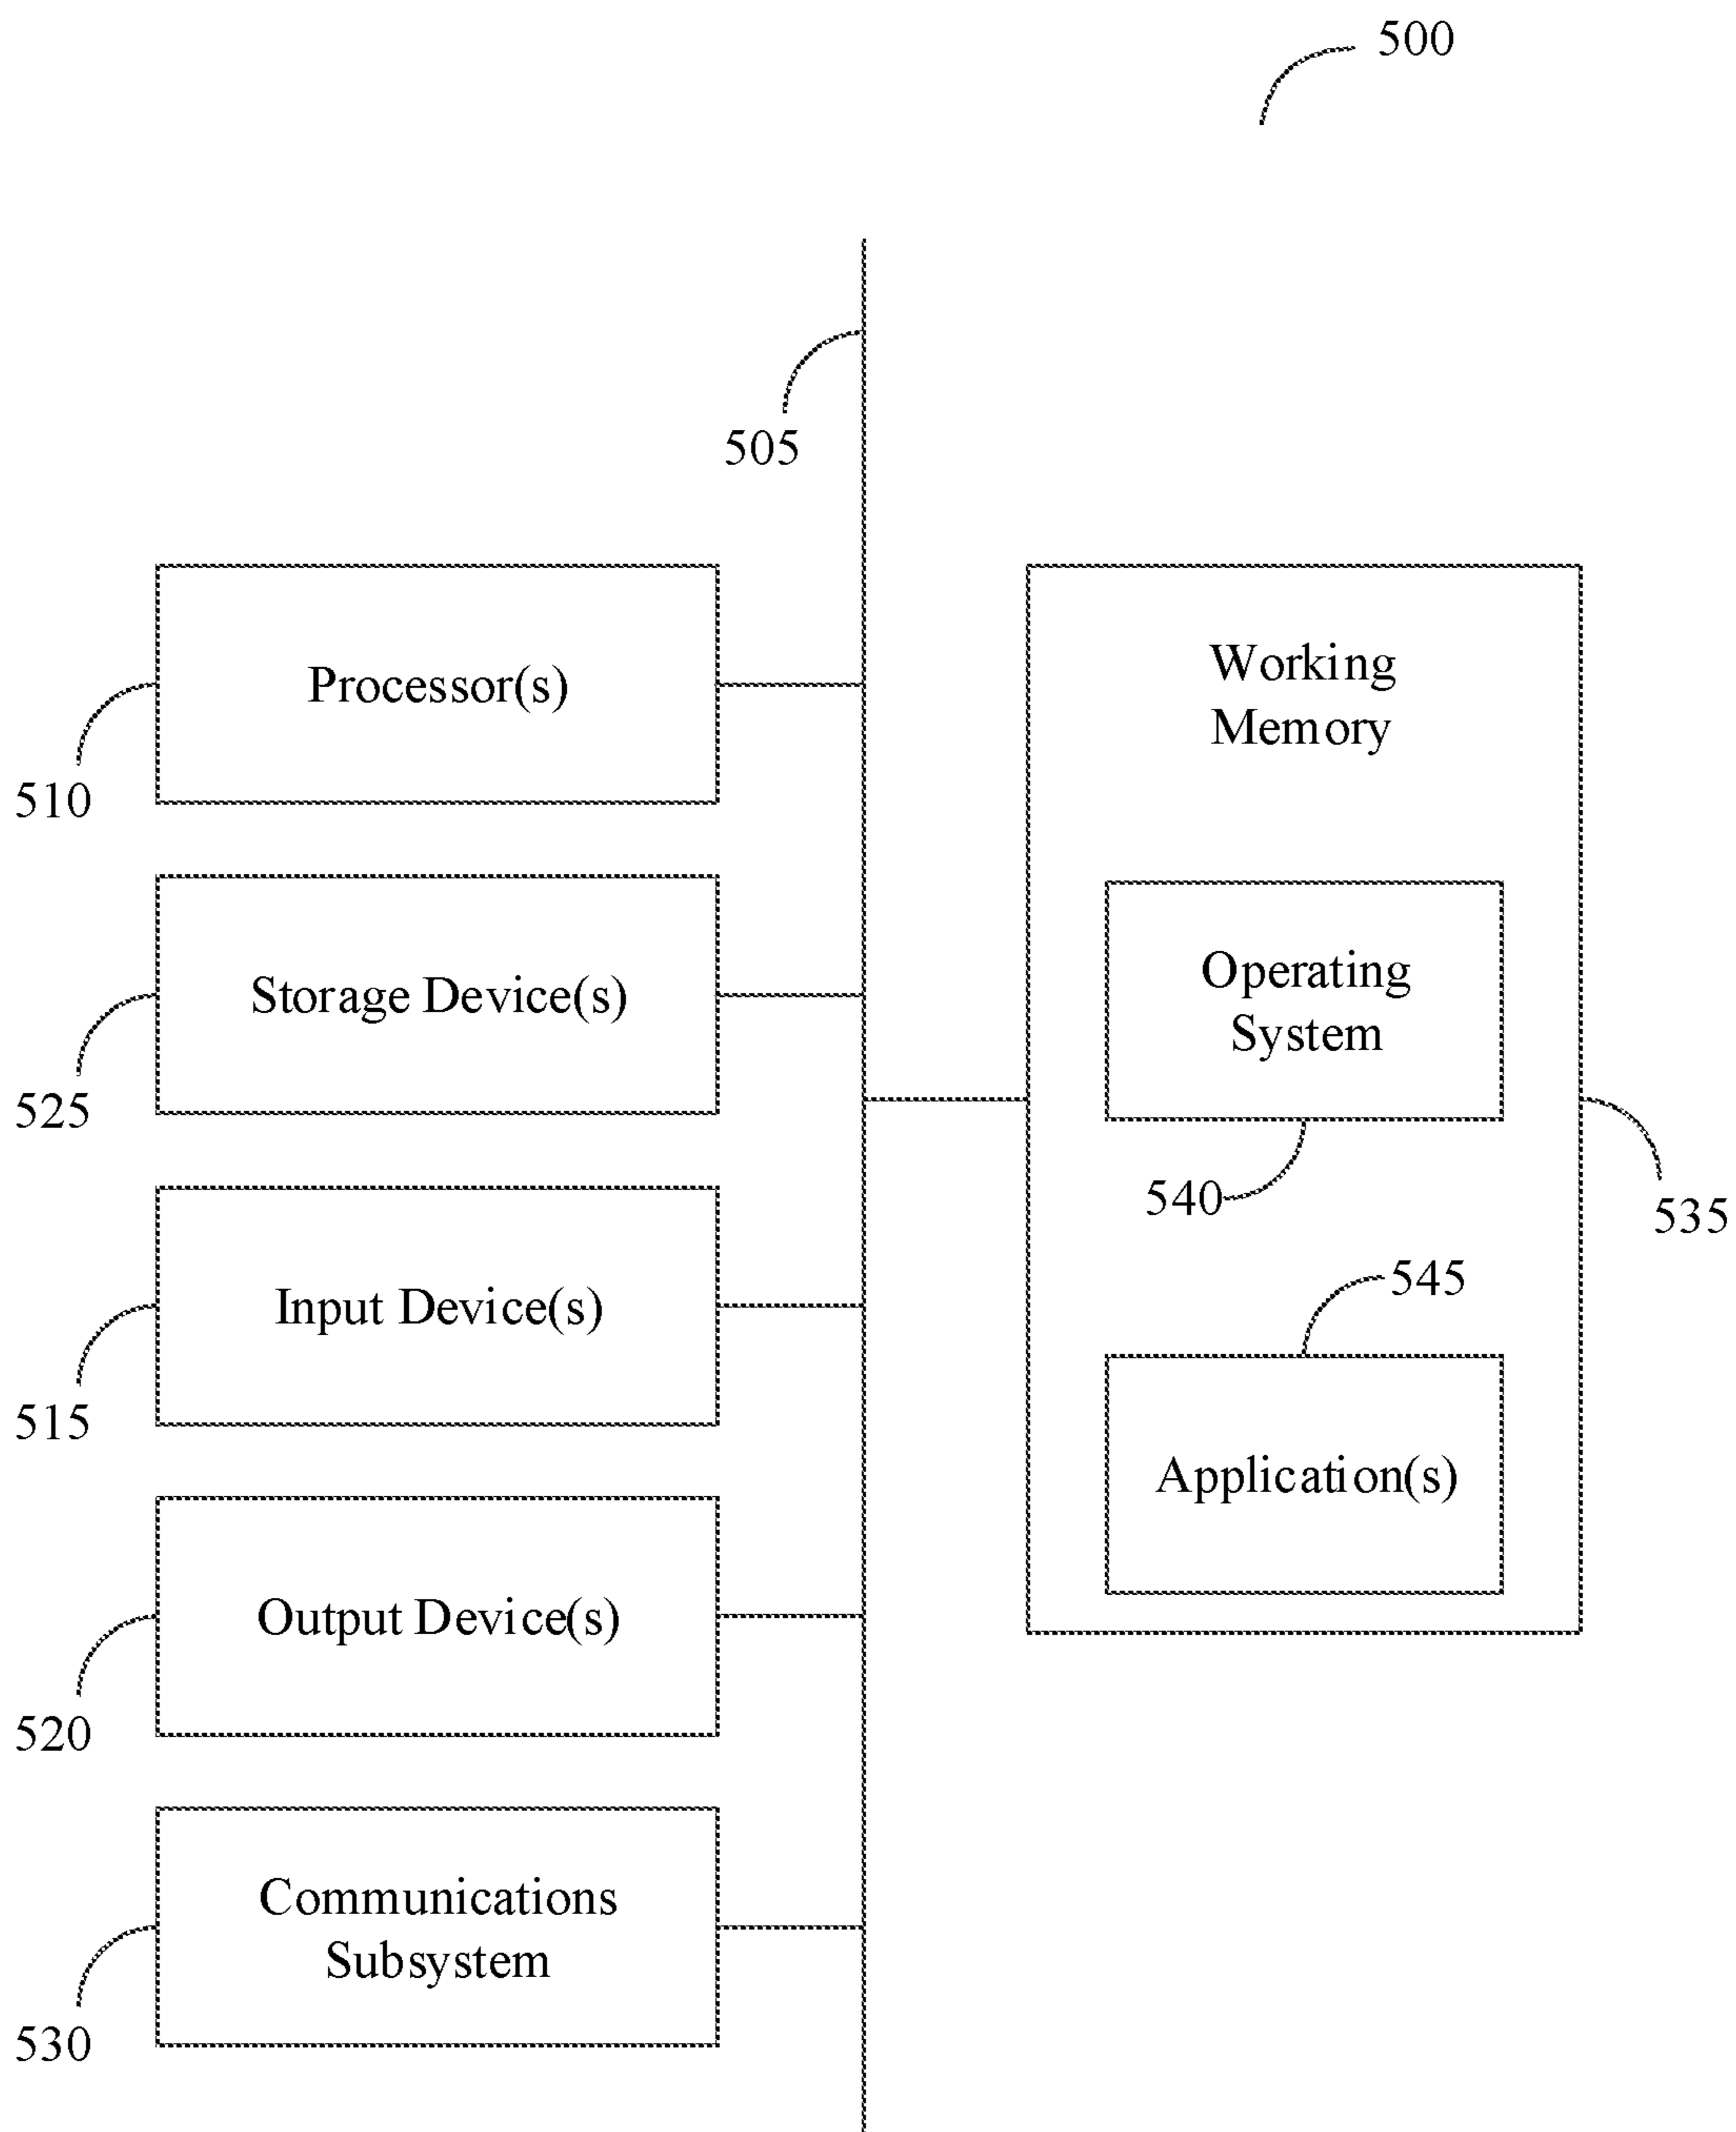 500
505
Processor(s)
510
Storage Device(s)
525
Input Device(s)
515
Output Device(s)
520
Communications
Subsystem
530
Working
Memory
Operating
System
540
535
545
Application(s)